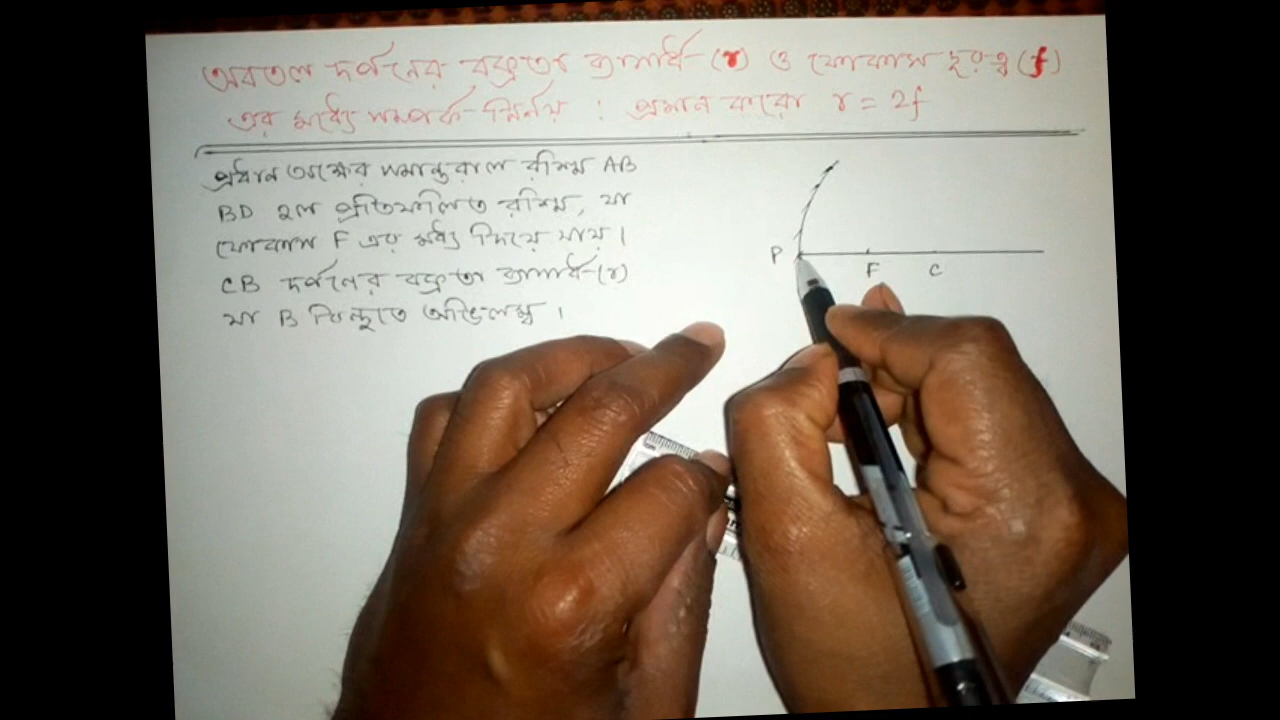 অবতল দর্পনের বক্রতা ব্যাসার্ধ (r) ও ফোকাস দূরত্ব (f)
এর মধ্যে সম্পর্ক নির্নয় : প্রমান করো r = 2f
প্রধান অক্ষের সমান্তরাল রশ্মি AB
BD হল প্রতিফলিত রশ্মি, যা
ফোকাস F এর মধ্য দিয়ে যায়।
CB দর্পনের বক্রতা ব্যাসার্ধ (r)
যা B বিন্দুতে অভিলম্ব।
P F C